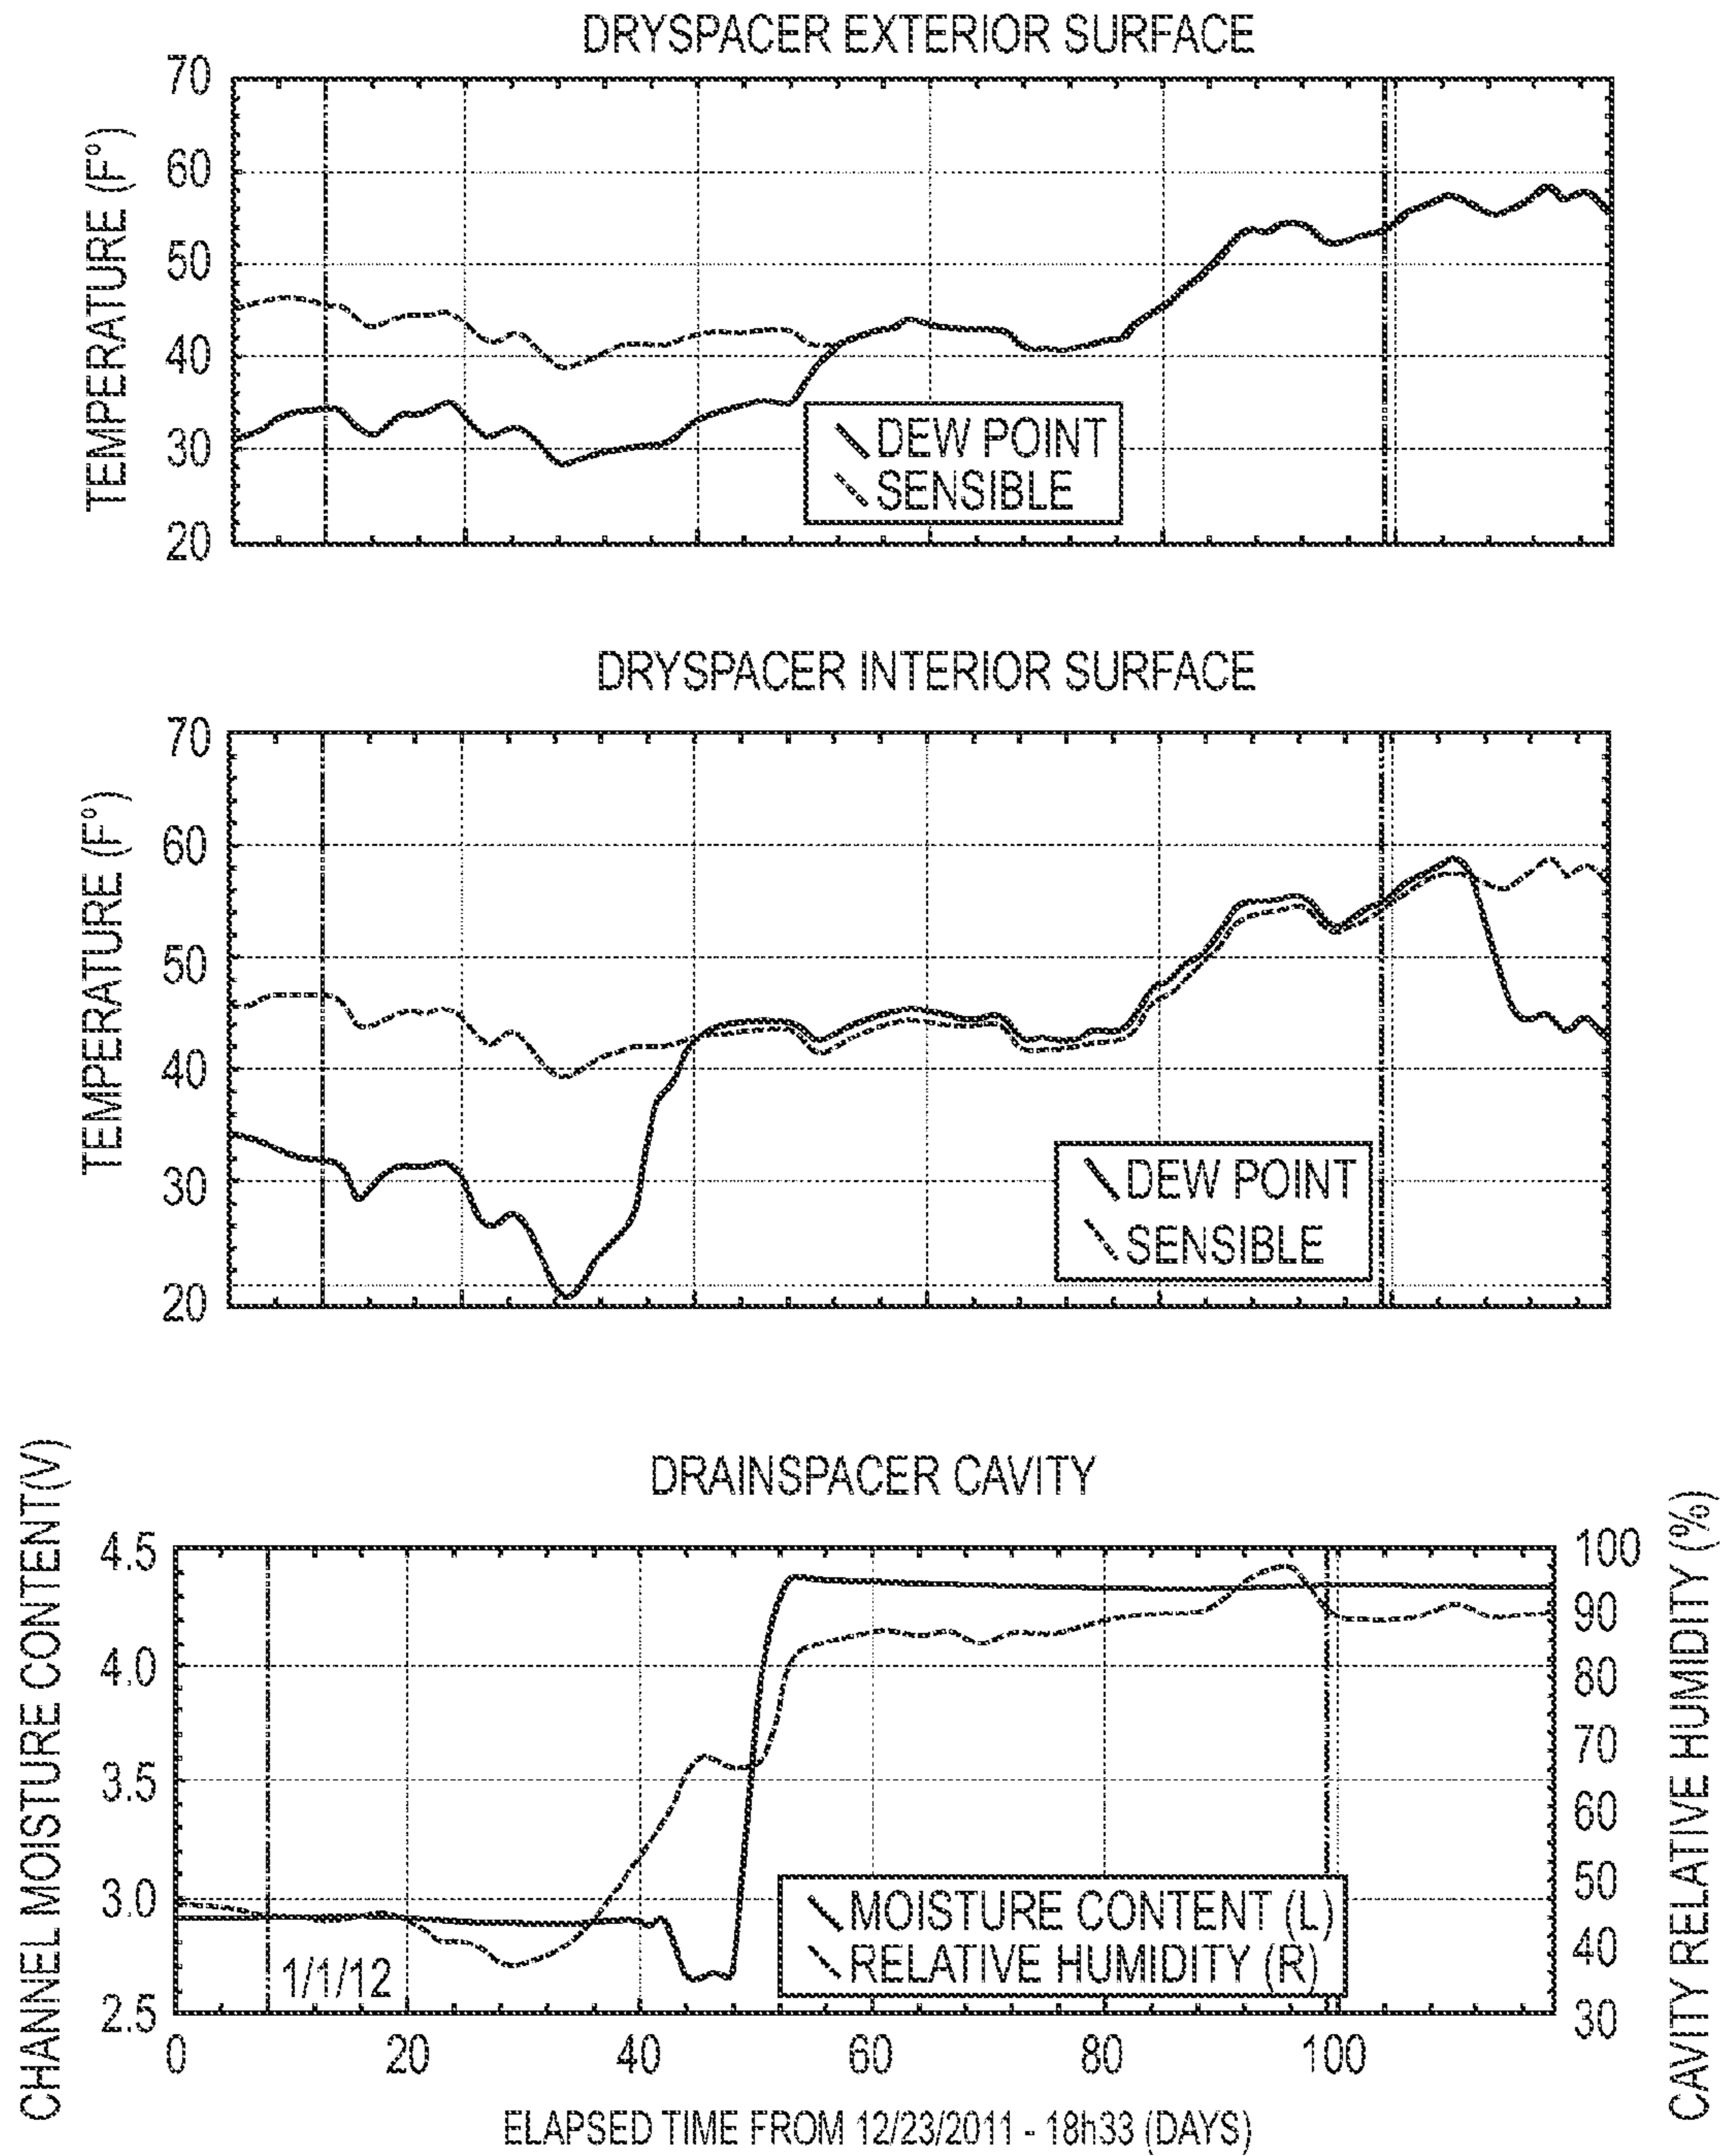 DRYSPACER EXTERIOR SURFACE
TEMPERATURE (F°)
70
60
50
40
30
20
DEW POINT
SENSIBLE
DRYSPACER INTERIOR SURFACE
TEMPERATURE (F°)
70
60
50
40
30
20
DEW POINT
SENSIBLE
DRAINSPACER CAVITY
CHANNEL MOISTURE CONTENT(V)
4.5
4.0
3.5
3.0
2.5
CAVITY RELATIVE HUMIDITY (%)
100
90
80
70
60
50
40
30
MOISTURE CONTENT (L)
RELATIVE HUMIDITY (R)
1/1/12
0 20 40 60 80 100
ELAPSED TIME FROM 12/23/2011 - 18h33 (DAYS)